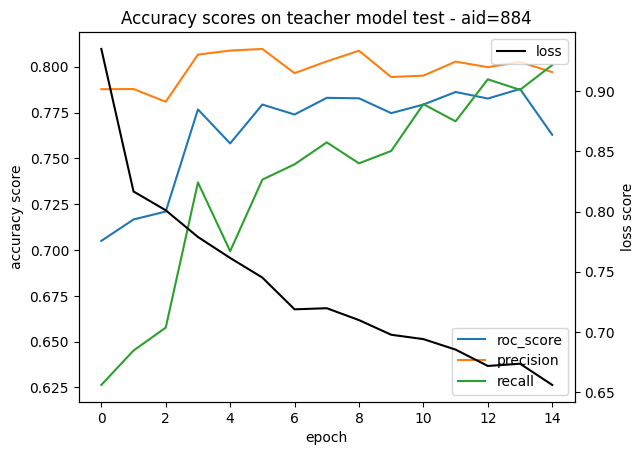 Accuracy scores on teacher model test - aid=884
loss
accuracy score
0.800
0.775
0.750
0.725
0.700
0.675
0.650
0.625
0.90
0.85
0.80
0.75
0.70
0.65
loss score
roc_score
precision
recall
0 2 4 6 8 10 12 14
epoch